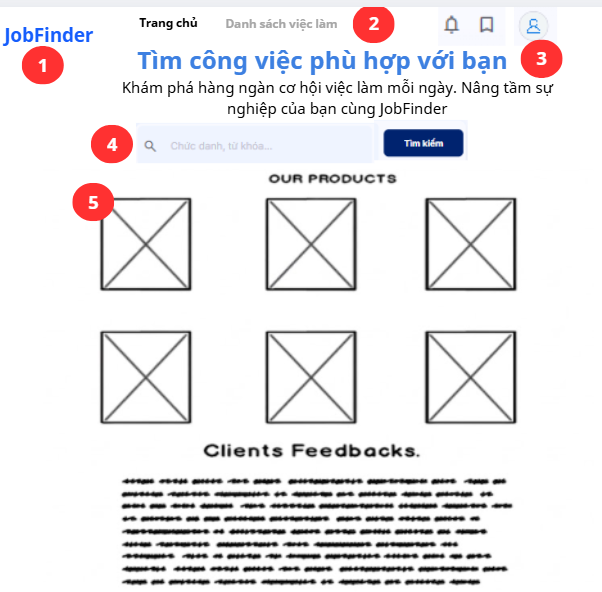 Trang chủ
Danh sách việc làm
2
JobFinder
1
Tìm công việc phù hợp với bạn
3
Khám phá hàng ngàn cơ hội việc làm mỗi ngày. Nâng tầm sự
nghiệp của bạn cùng JobFinder
4
Chức danh, từ khóa...
Tìm kiếm
OUR PRODUCTS
5
Clients Feedbacks.